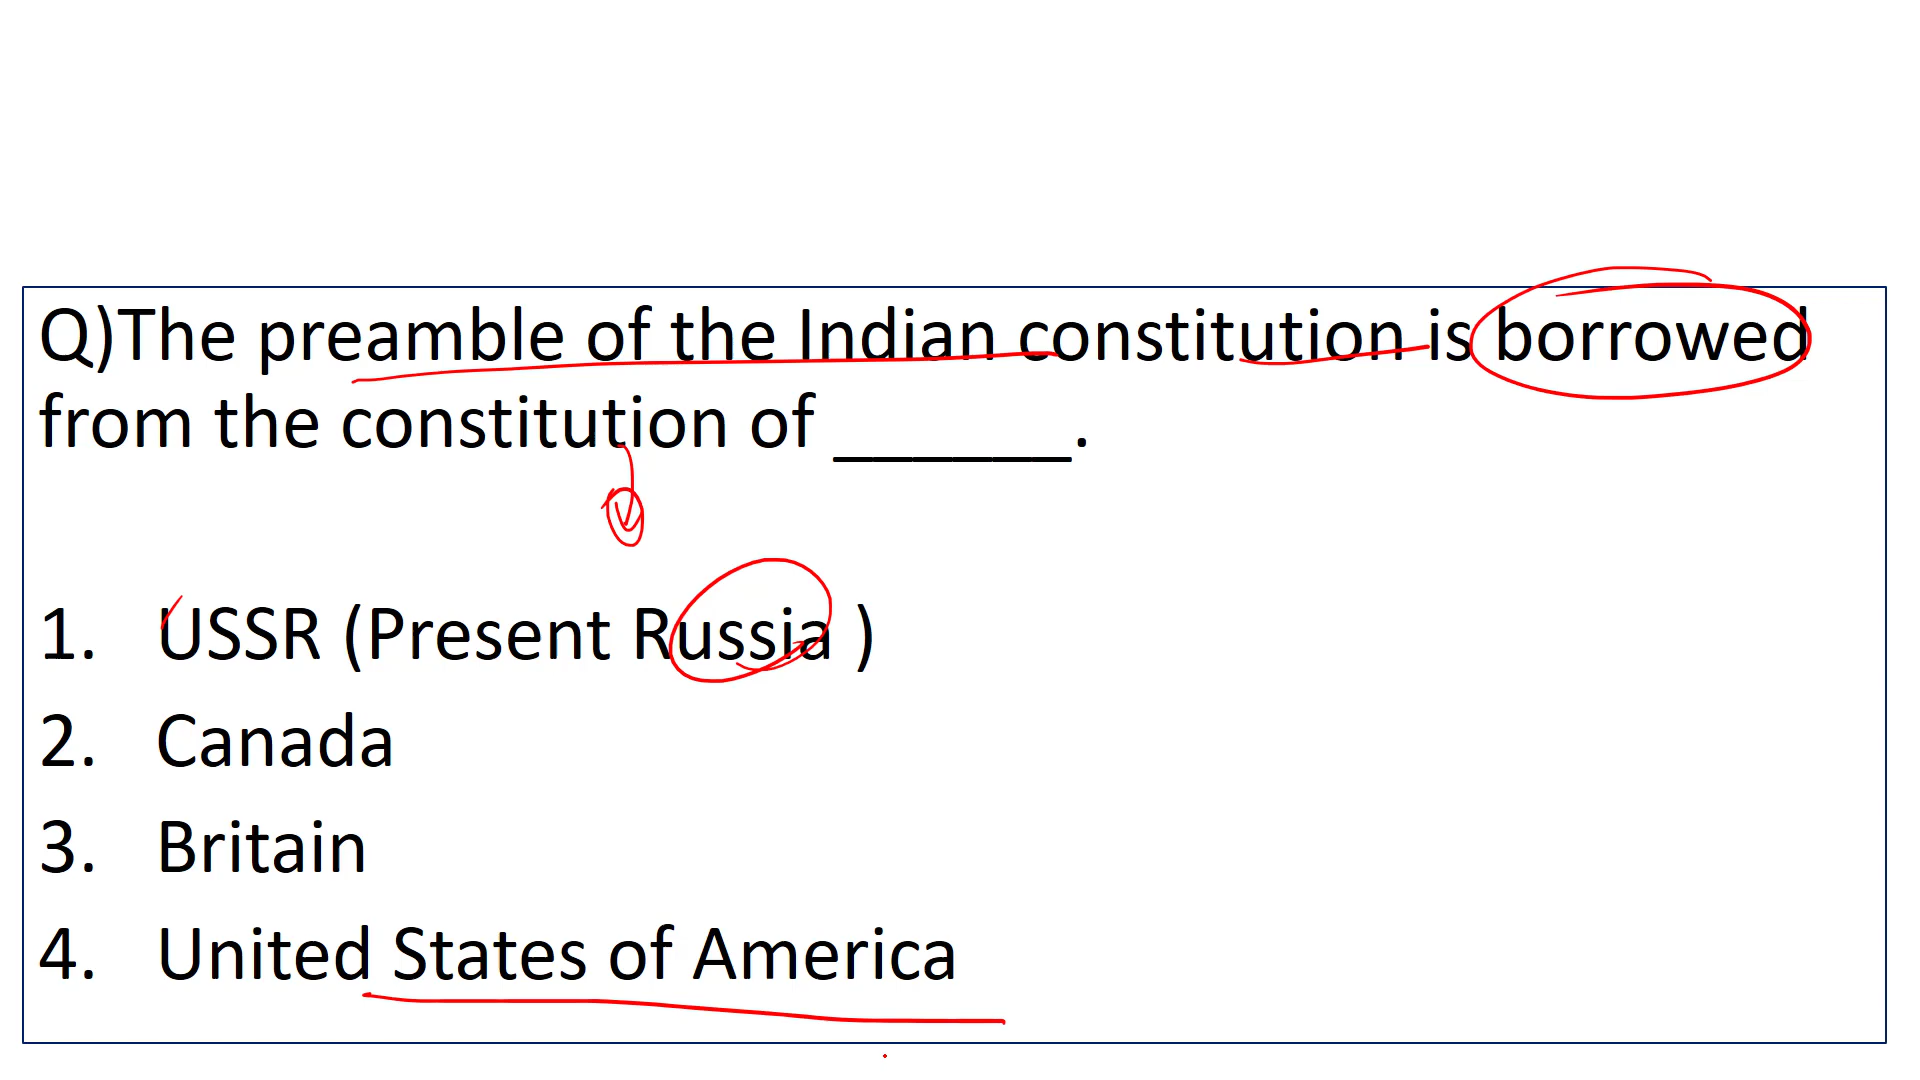 Q)The preamble of the Indian constitution is borrowed
from the constitution of ______.
1. USSR (Present Russia )
2. Canada
3. Britain
4. United States of America